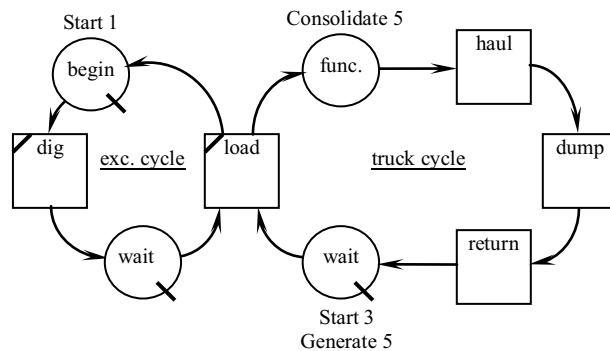 Start 1
Consolidate 5
begin
func.
haul
dig
exc. cycle
load
truck cycle
dump
wait
wait
return
Start 3
Generate 5